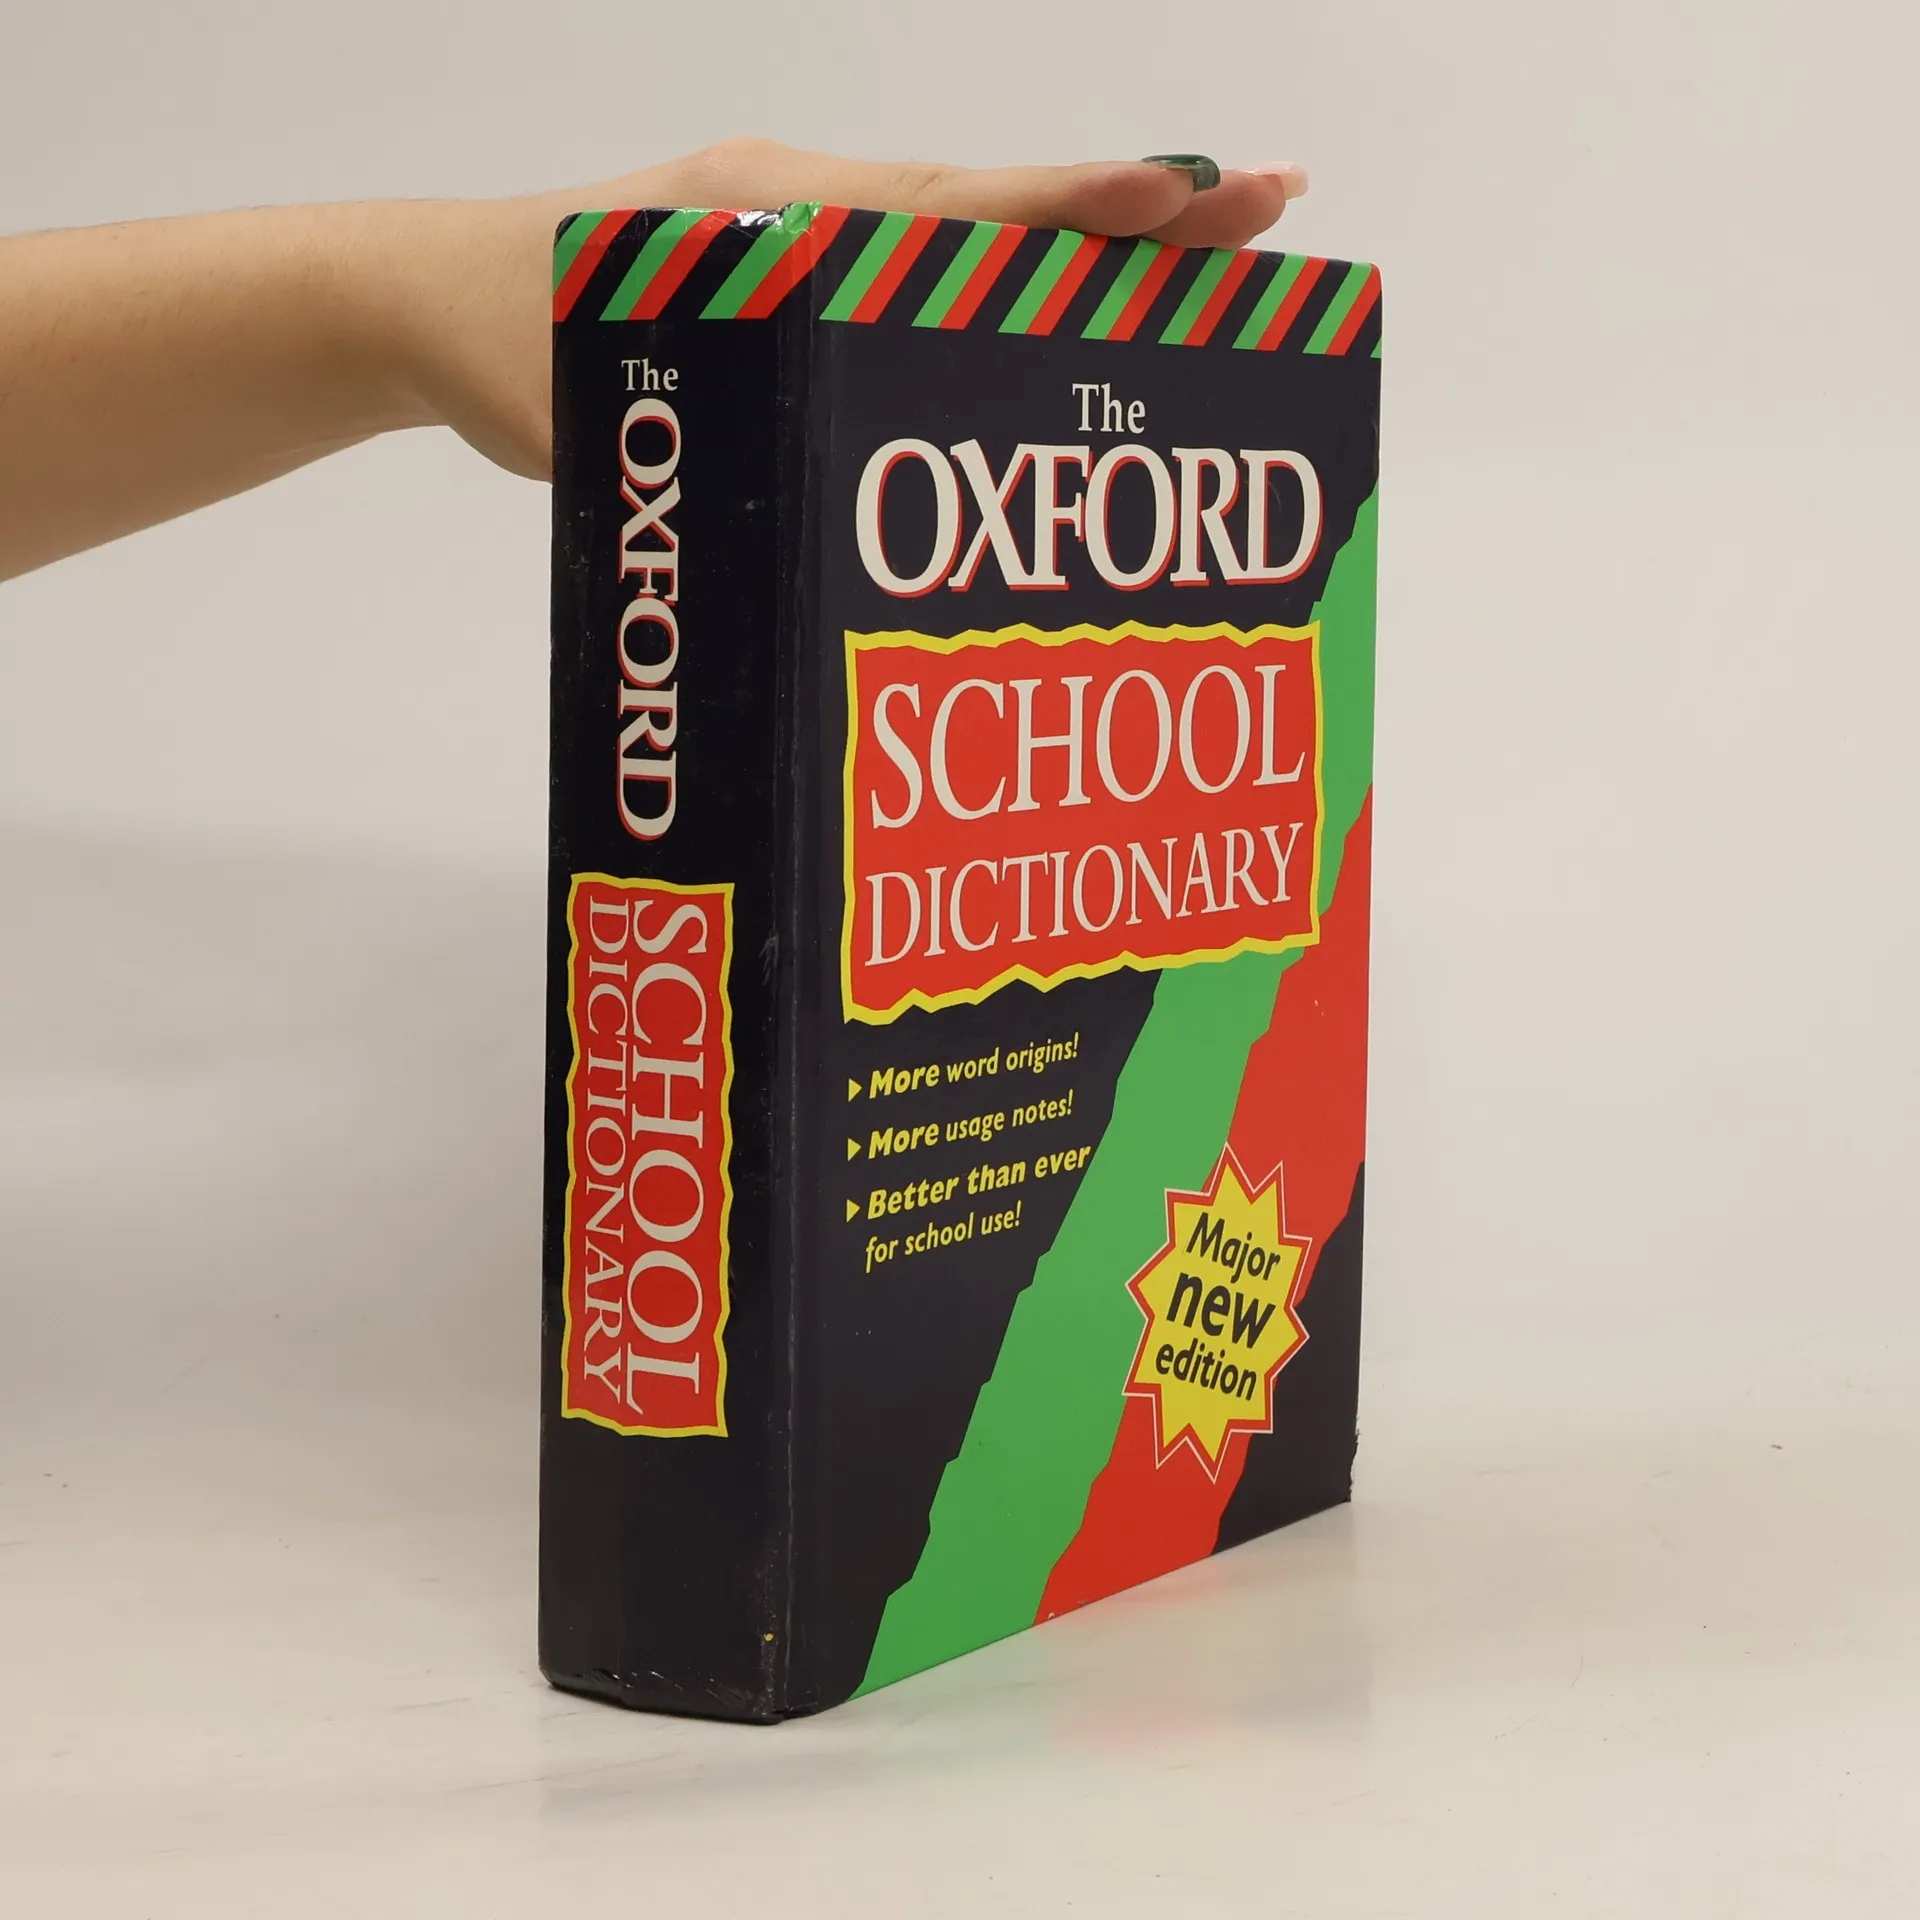 The
OXFORD
SCHOOL
DICTIONARY
The
OXFORD
SCHOOL
DICTIONARY
▶ More word origins!
▶ More usage notes!
▶ Better than ever
for school use!
Major
new
edition